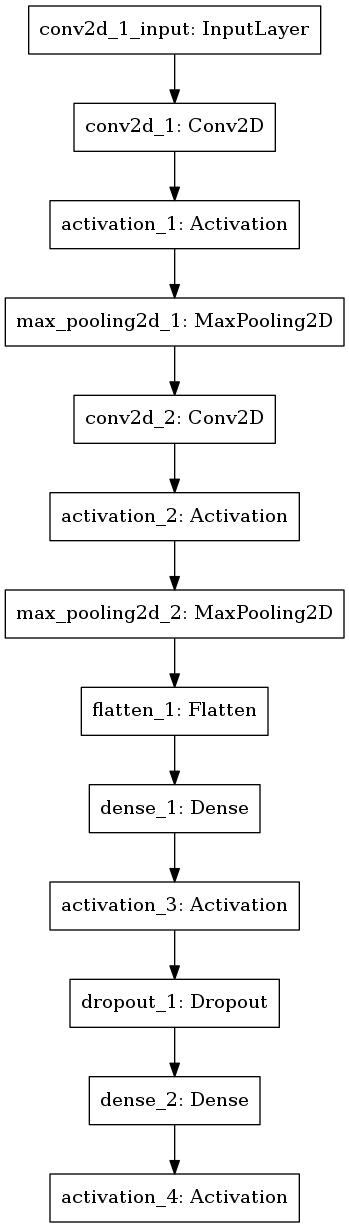 conv2d_1_input: InputLayer
conv2d_1: Conv2D
activation_1: Activation
max_pooling2d_1: MaxPooling2D
conv2d_2: Conv2D
activation_2: Activation
max_pooling2d_2: MaxPooling2D
flatten_1: Flatten
dense_1: Dense
activation_3: Activation
dropout_1: Dropout
dense_2: Dense
activation_4: Activation